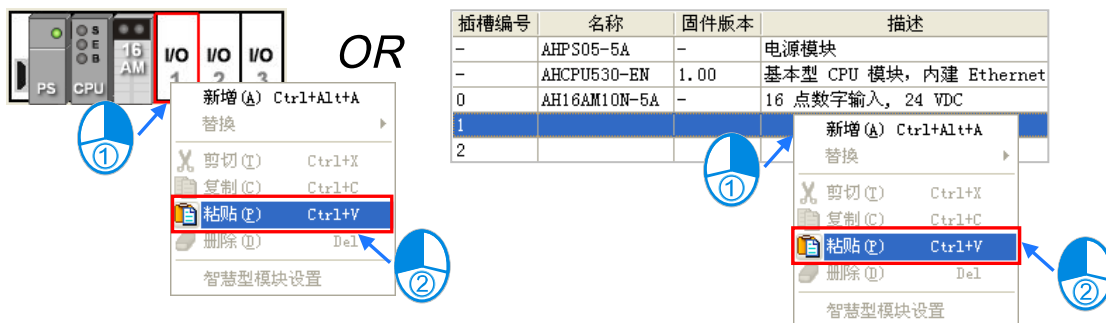 S
E
B
16
AM
PS
CPU
I/O
1
I/O
2
I/O
3
新增(A) Ctrl+Alt+A
替换
剪切(T) Ctrl+X
复制(C) Ctrl+C
粘贴(P) Ctrl+V
删除(D) Del
智慧型模块设置
①
②
OR
插槽编号 名称 固件版本 描述
- AHPS05-5A - 电源模块
- AHCPU530-EN 1.00 基本型 CPU 模块，内建 Ethernet
0 AH16AM10N-5A - 16 点数字输入, 24 VDC
1
2
新增(A) Ctrl+Alt+A
替换
剪切(T) Ctrl+X
复制(C) Ctrl+C
粘贴(P) Ctrl+V
删除(D) Del
智慧型模块设置
①
②